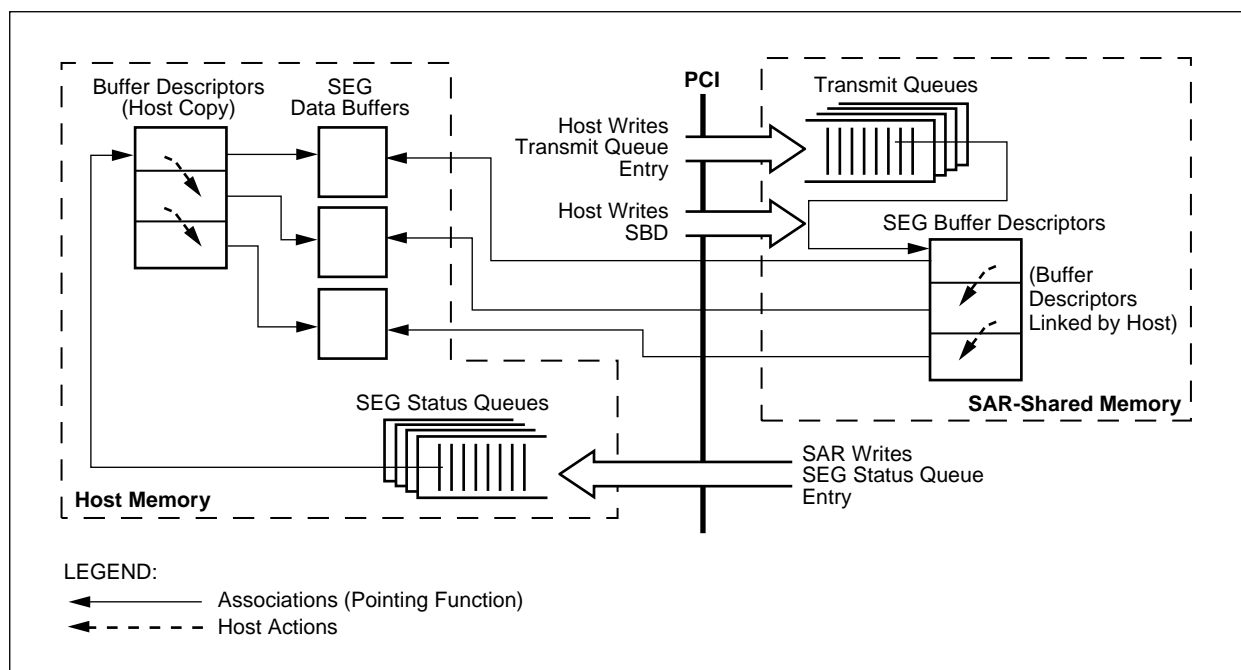 Buffer Descriptors
(Host Copy)
SEG
Data Buffers
PCI
Transmit Queues
Host Writes
Transmit Queue
Entry
Host Writes
SBD
SEG Buffer Descriptors
(Buffer
Descriptors
Linked by Host)
SAR-Shared Memory
SEG Status Queues
SAR Writes
SEG Status Queue
Entry
Host Memory
LEGEND:
Associations (Pointing Function)
Host Actions